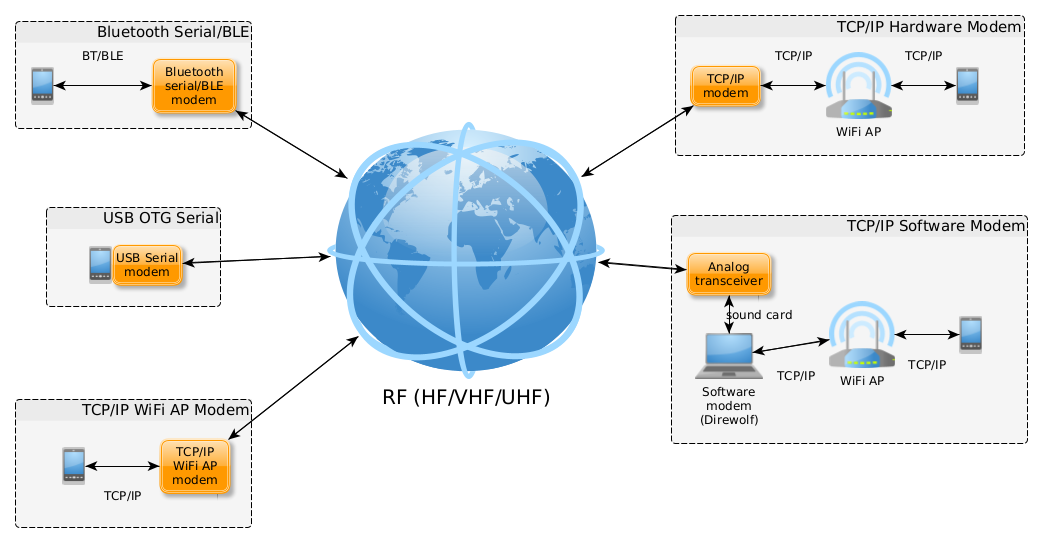 Bluetooth Serial/BLE
BT/BLE
Bluetooth
serial/BLE
modem
USB OTG Serial
USB Serial
modem
TCP/IP WiFi AP Modem
TCP/IP
WiFi AP
modem
TCP/IP
RF (HF/VHF/UHF)
TCP/IP Hardware Modem
TCP/IP
TCP/IP
TCP/IP
modem
WiFi AP
TCP/IP Software Modem
Analog
transceiver
sound card
TCP/IP
WiFi AP
TCP/IP
Software
modem
(Direwolf)